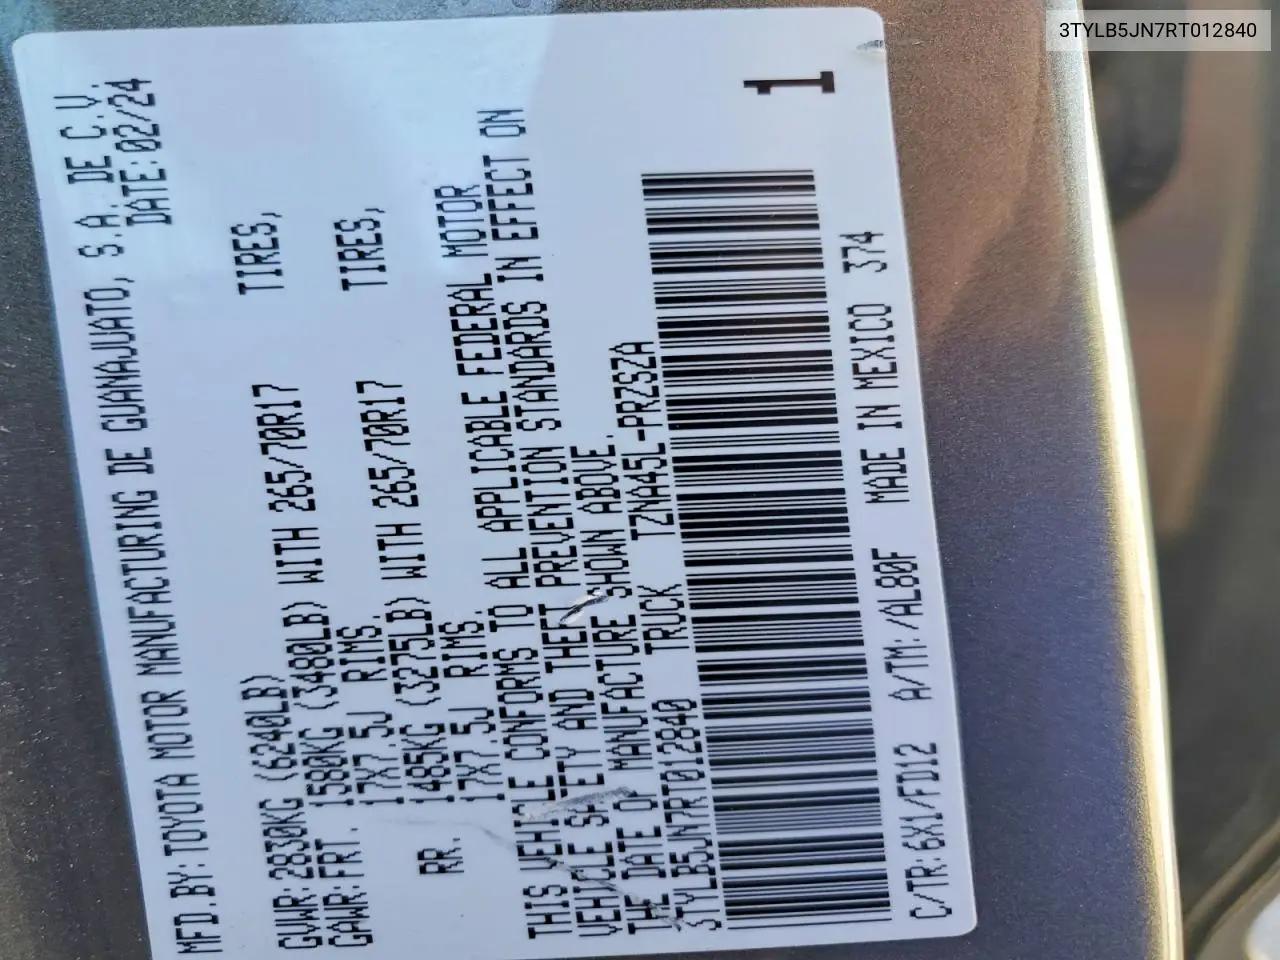 3TYLB5JN7RT012840
MFD.BY:TOYOTA MOTOR MANUFACTURING DE GUANAJUATO, S.A. DE C.V.
DATE:02/24
GVWR:2830KG (6240LB)
GAWR:FRT. 1580KG (3480LB) WITH 265/70R17 TIRES,
17X7.5J RIMS.
RR. 1485KG (3275LB) WITH 265/70R17 TIRES,
17X7.5J RIMS.
THIS VEHICLE CONFORMS TO ALL APPLICABLE FEDERAL MOTOR
VEHICLE SAFETY AND THEFT PREVENTION STANDARDS IN EFFECT ON
THE DATE OF MANUFACTURE SHOWN ABOVE.
3TYLB5JN7RT012840 TRUCK TZNA45L-PRZSZA
1
C/TR:6X1/FD12 A/TM:/AL80F MADE IN MEXICO 374